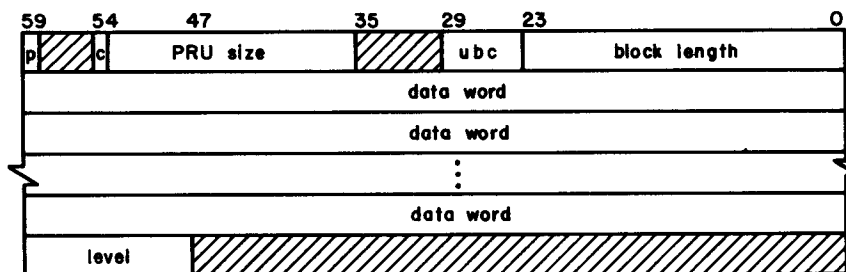 59 54 47 35 29 23 0
p c PRU size ubc block length
data word
data word
⋮
data word
level